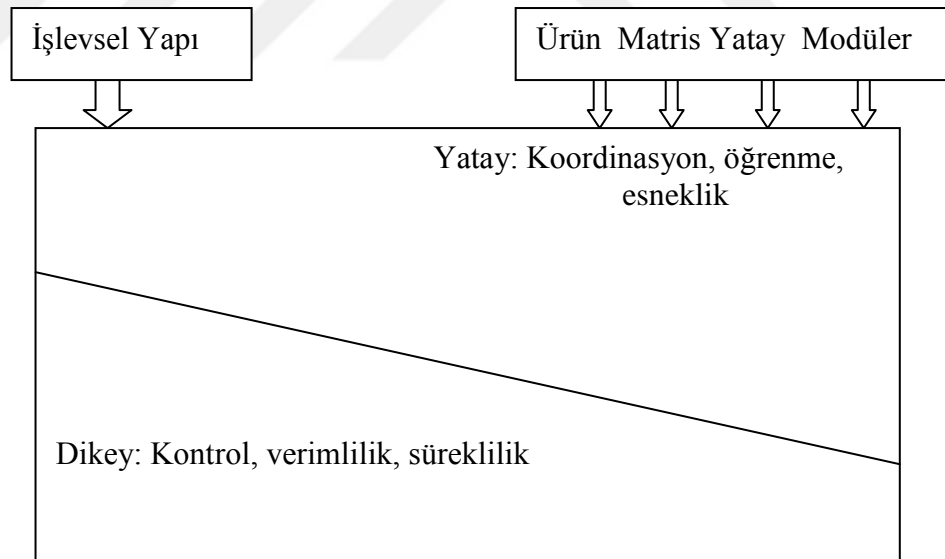 İşlevsel Yapı
Ürün Matris Yatay Modüler
Yatay: Koordinasyon, öğrenme,
esneklik
Dikey: Kontrol, verimlilik, süreklilik